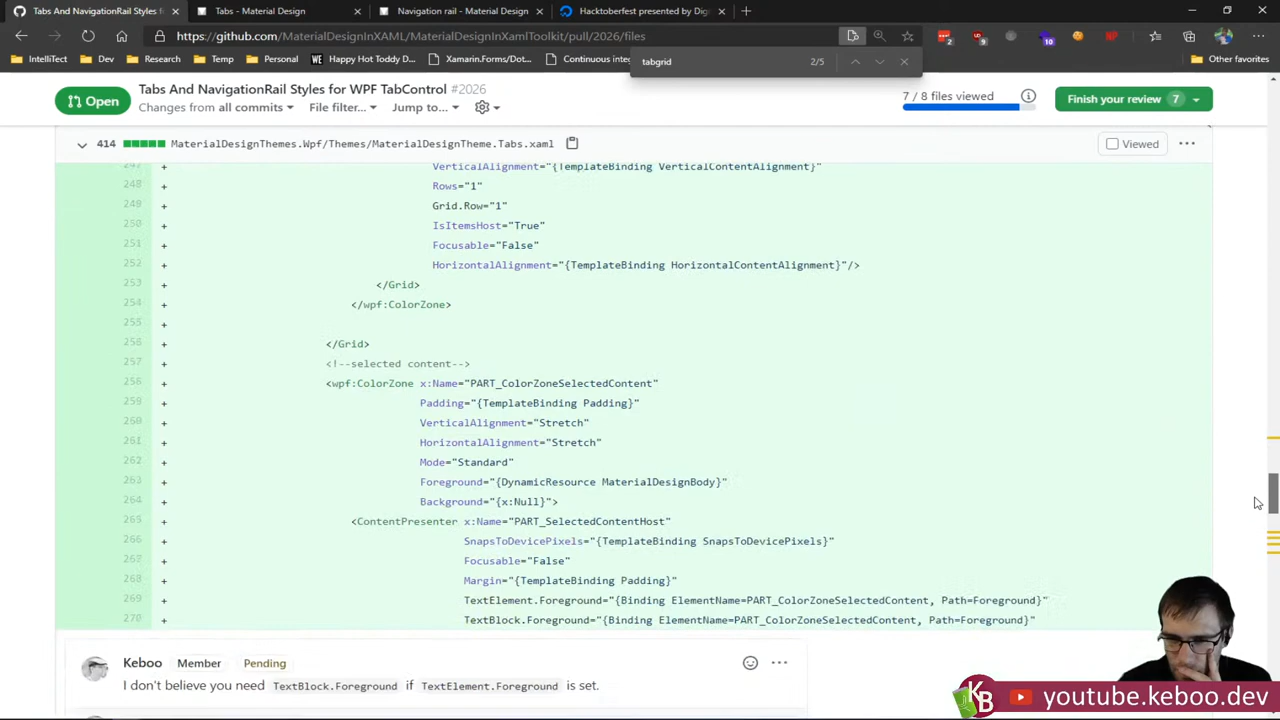 Tabs And NavigationRail Styles fo
Tabs - Material Design
Navigation rail - Material Design
Hacktoberfest presented by Digi
https://github.com/MaterialDesignInXAML/MaterialDesignInXamlToolkit/pull/2026/files
IntelliTect
Dev
Research
Temp
Personal
Happy Hot Toddy D...
Xamarin.Forms/Dot...
Continuous integ
Other favorites
tabgrid
2/5
Open
Tabs And NavigationRail Styles for WPF TabControl #2026
Changes from all commits
File filter...
Jump to...
7 / 8 files viewed
Finish your review 7
414
MaterialDesignThemes.Wpf/Themes/MaterialDesignTheme.Tabs.xaml
Viewed
247 + VerticalAlignment="{TemplateBinding VerticalContentAlignment}"
248 + Rows="1"
249 + Grid.Row="1"
250 + IsItemsHost="True"
251 + Focusable="False"
252 + HorizontalAlignment="{TemplateBinding HorizontalContentAlignment}"/>
253 + </Grid>
254 + </wpf:ColorZone>
255 +
256 + </Grid>
257 + <!--selected content-->
258 + <wpf:ColorZone x:Name="PART_ColorZoneSelectedContent"
259 + Padding="{TemplateBinding Padding}"
260 + VerticalAlignment="Stretch"
261 + HorizontalAlignment="Stretch"
262 + Mode="Standard"
263 + Foreground="{DynamicResource MaterialDesignBody}"
264 + Background="{x:Null}">
265 + <ContentPresenter x:Name="PART_SelectedContentHost"
266 + SnapsToDevicePixels="{TemplateBinding SnapsToDevicePixels}"
267 + Focusable="False"
268 + Margin="{TemplateBinding Padding}"
269 + TextElement.Foreground="{Binding ElementName=PART_ColorZoneSelectedContent, Path=Foreground}"
270 + TextBlock.Foreground="{Binding ElementName=PART_ColorZoneSelectedContent, Path=Foreground}"
Keboo Member Pending
I don't believe you need TextBlock.Foreground if TextElement.Foreground is set.
KB
youtube.keboo.dev